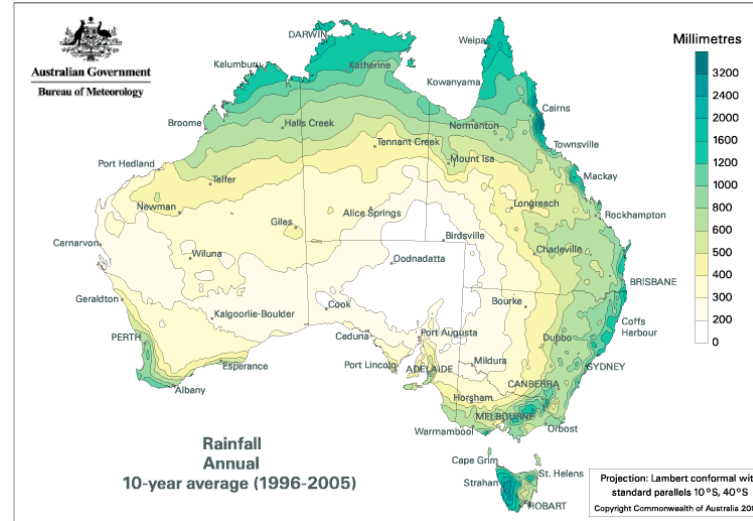 Australian Government
Bureau of Meteorology
DARWIN
Kalumburu
Katherine
Weipa
Kowanyama
Broome
Halls Creek
Normanton
Cairns
Townsville
Port Hedland
Telfer
Tennant Creek
Mount Isa
Mackay
Newman
Giles
Alice Springs
Longreach
Rockhampton
Carnarvon
Wiluna
Birdsville
Oodnadatta
Charleville
BRISBANE
Geraldton
Kalgoorlie-Boulder
Cook
Bourke
Coffs
Harbour
PERTH
Ceduna
Port Augusta
Dubbo
Esperance
Port Lincoln
ADELAIDE
Mildura
SYDNEY
Albany
Horsham
CANBERRA
MELBOURNE
Warrnambool
Orbost
Cape Grim
Strahan
St. Helens
HOBART
Millimetres
3200
2400
2000
1600
1200
1000
800
600
500
400
300
200
0
Rainfall
Annual
10-year average (1996-2005)
Projection: Lambert conformal wit
standard parallels 10°S, 40°S
Copyright Commonwealth of Australia 200